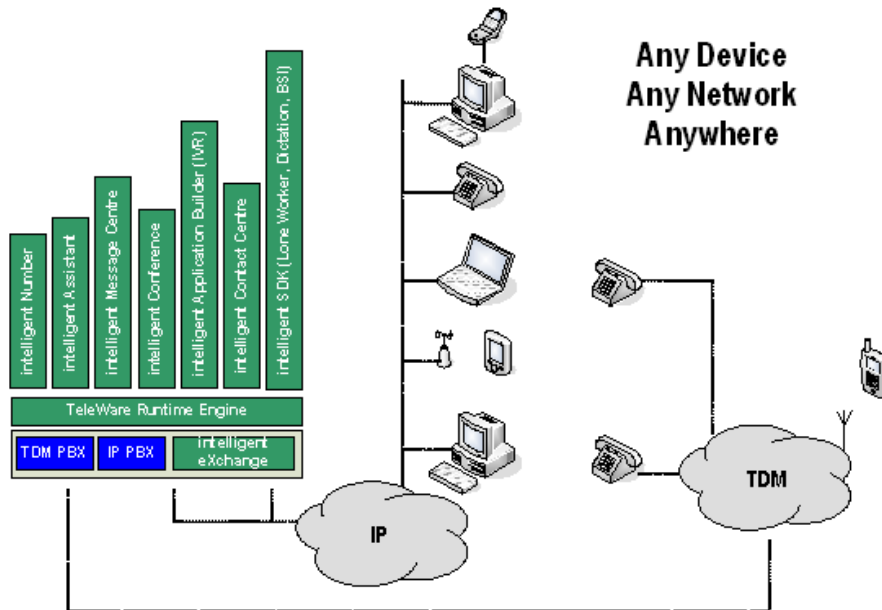 Any Device
Any Network
Anywhere
intelligent Number
intelligent Assistant
intelligent Message Centre
intelligent Conference
intelligent Application Builder (IVR)
intelligent Contact Centre
intelligent SDK (Lone Worker, Dictation, BSI)
TeleWare Runtime Engine
TDM PBX
IP PBX
intelligent
eXchange
IP
TDM